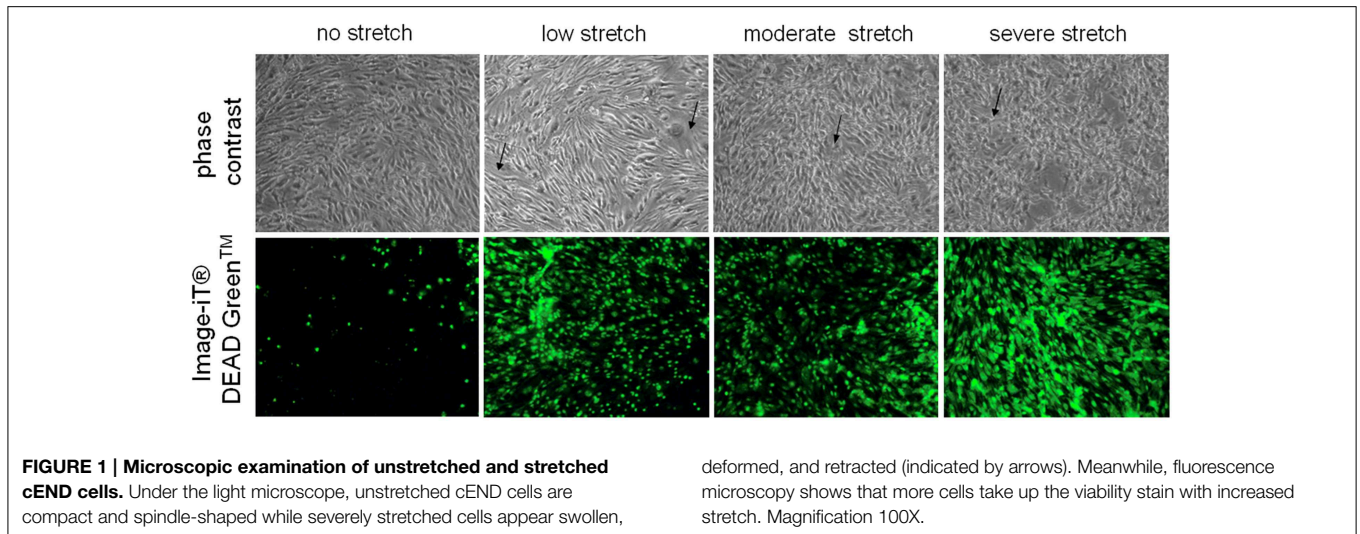 no stretch
low stretch
moderate stretch
severe stretch
phase
contrast
Image-iT®
DEAD Green™
FIGURE 1 | Microscopic examination of unstretched and stretched
cEND cells. Under the light microscope, unstretched cEND cells are
compact and spindle-shaped while severely stretched cells appear swollen,
deformed, and retracted (indicated by arrows). Meanwhile, fluorescence
microscopy shows that more cells take up the viability stain with increased
stretch. Magnification 100X.